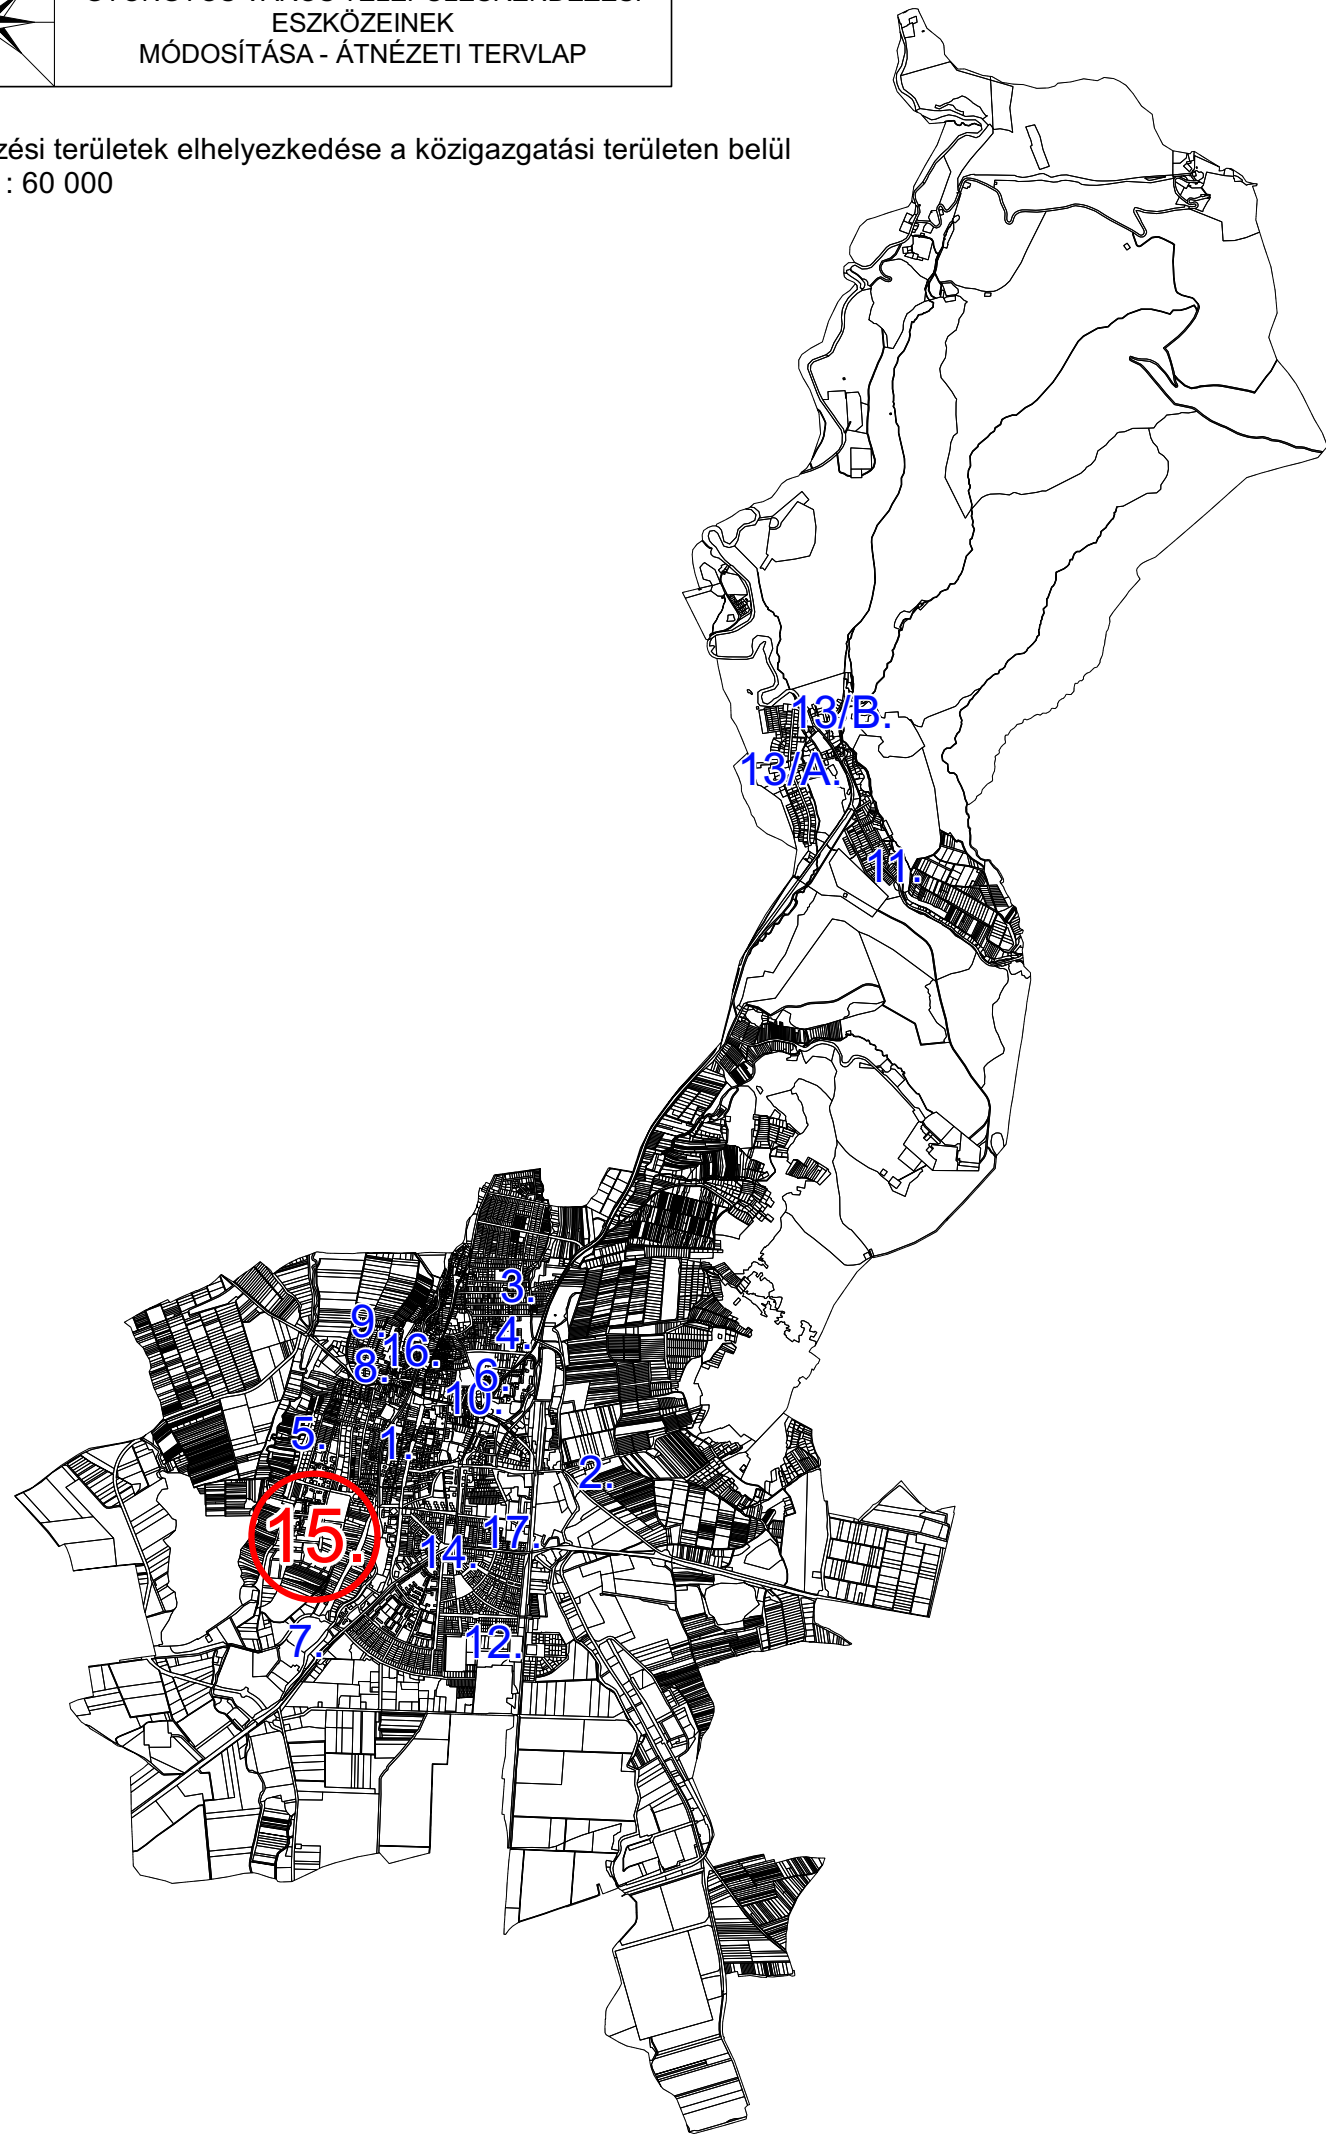 ESZKÖZEINEK
MÓDOSÍTÁSA - ÁTNÉZETI TERVLAP
zési területek elhelyezkedése a közigazgatási területen belül
: 60 000
13/B.
13/A.
11.
3.
9.
4.
16.
8.
6.
10.
5.
1.
2.
15.
17.
14.
7.
12.